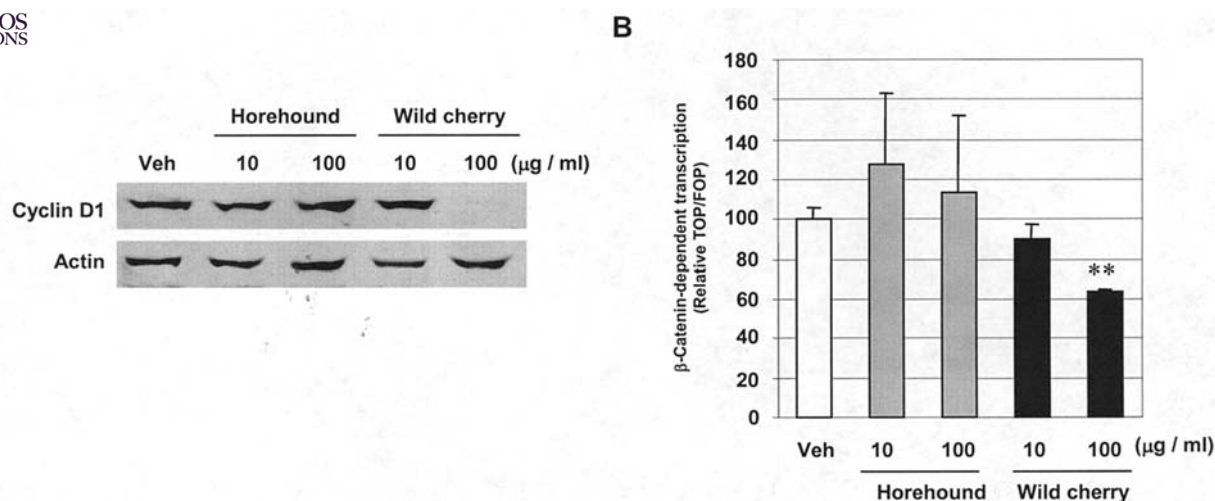 OS
ONS
Horehound Wild cherry
Veh 10 100 10 100 (μg / ml)
Cyclin D1
Actin
B
β-Catenin-dependent transcription
(Relative TOP/FOP)
180
160
140
120
100
80
60
40
20
0
**
Veh 10 100 10 100 (μg / ml)
Horehound Wild cherry